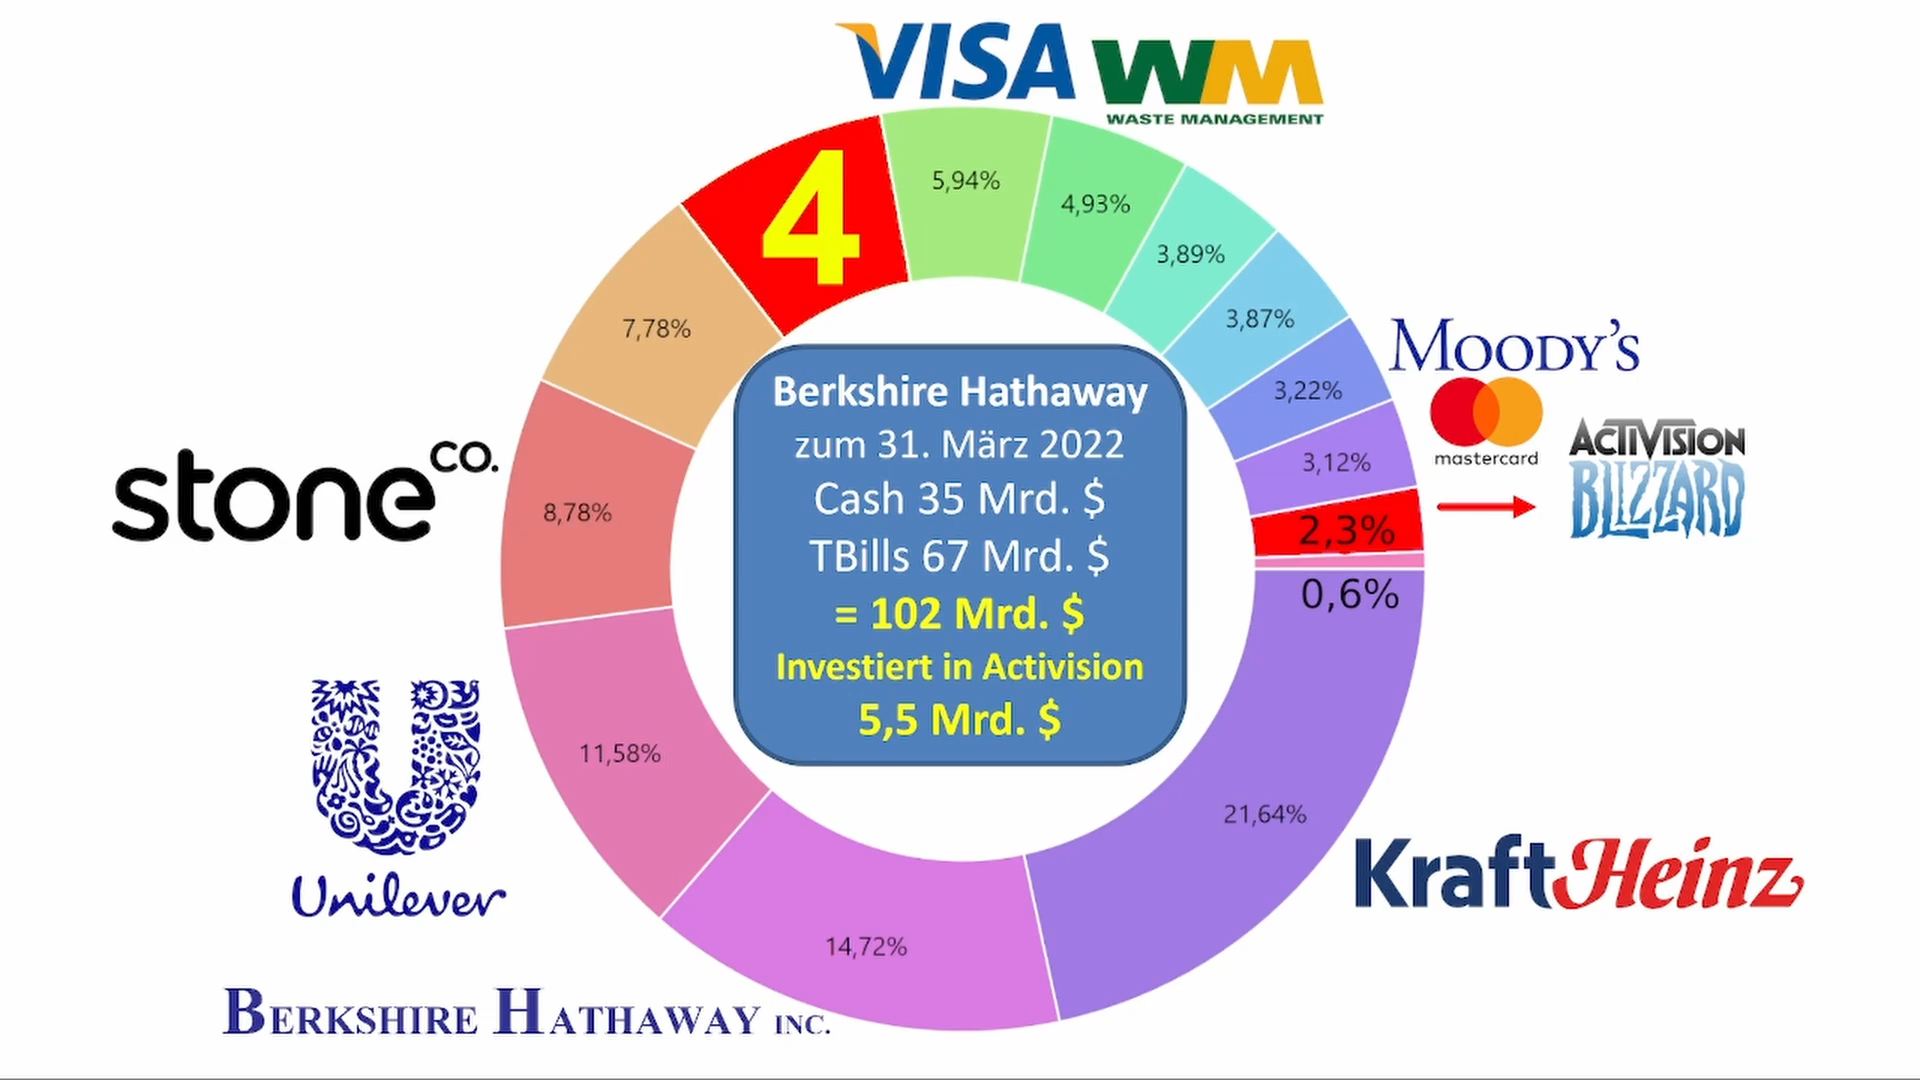 VISA
WM
WASTE MANAGEMENT
4
5,94%
4,93%
3,89%
3,87%
3,22%
3,12%
2,3%
0,6%
7,78%
8,78%
11,58%
14,72%
21,64%
MOODY'S
mastercard
ACTIVISION
BLIZZARD
stone co.
Berkshire Hathaway
zum 31. März 2022
Cash 35 Mrd. $
TBills 67 Mrd. $
= 102 Mrd. $
Investiert in Activision
5,5 Mrd. $
Unilever
KraftHeinz
BERKSHIRE HATHAWAY INC.